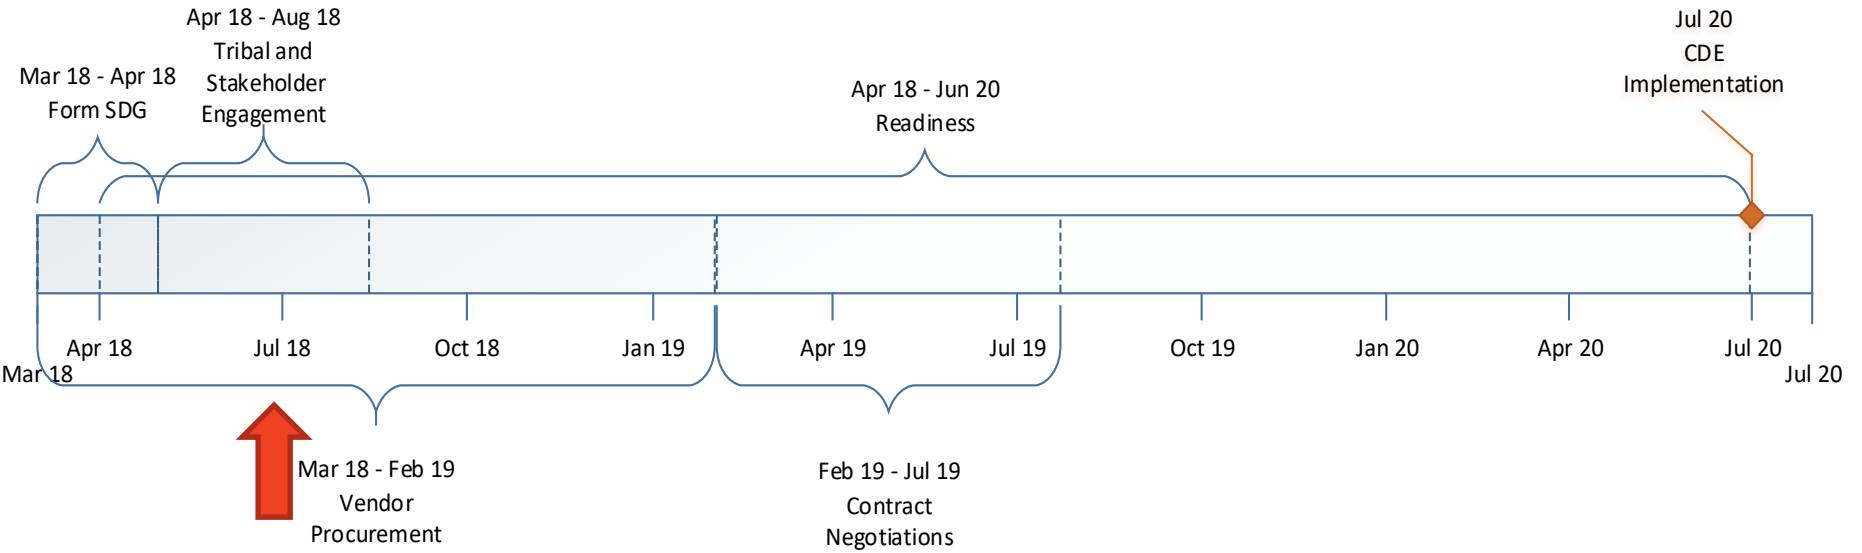 Mar 18 - Apr 18
Form SDG
Apr 18 - Aug 18
Tribal and
Stakeholder
Engagement
Apr 18 - Jun 20
Readiness
Jul 20
CDE
Implementation
Apr 18
Jul 18
Oct 18
Jan 19
Apr 19
Jul 19
Oct 19
Jan 20
Apr 20
Jul 20
Mar 18
Jul 20
Mar 18 - Feb 19
Vendor
Procurement
Feb 19 - Jul 19
Contract
Negotiations